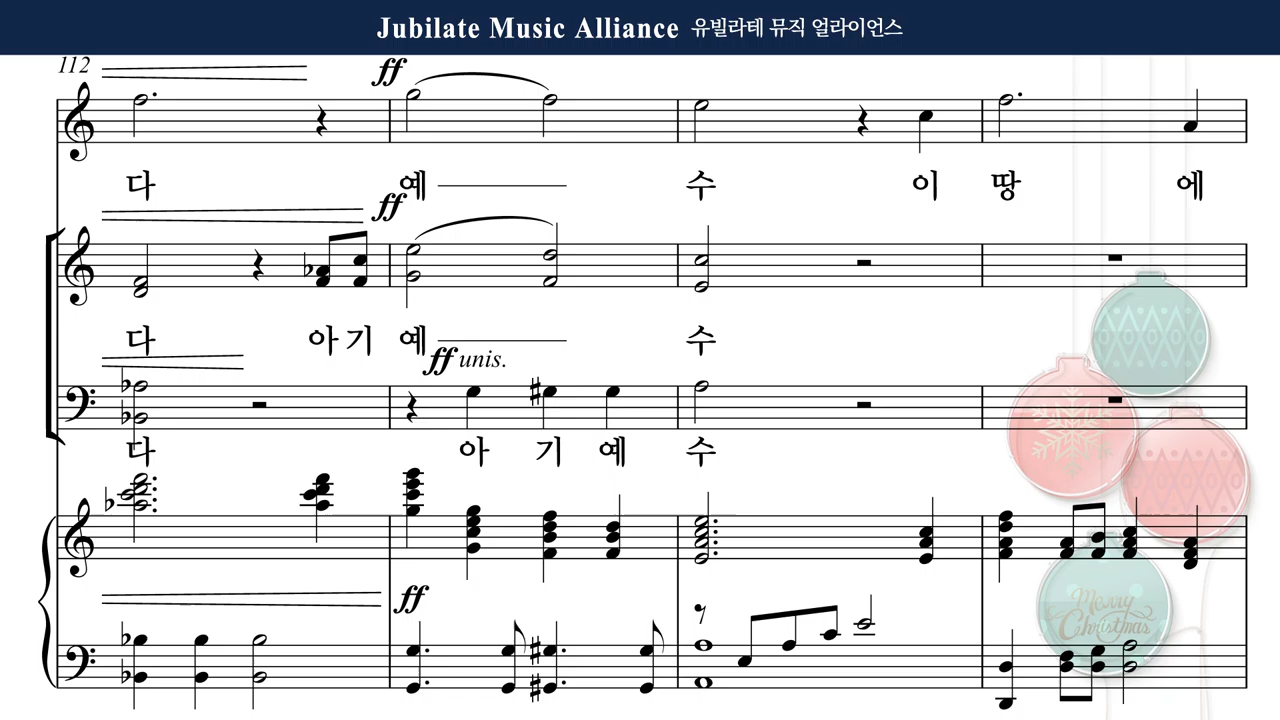 Jubilate Music Alliance 유빌라테 뮤직 얼라이언스
112
ff
다 예 수 이 땅 에
ff
다 아 기 예 수
ff unis.
다 아 기 예 수
ff
Merry
Christmas